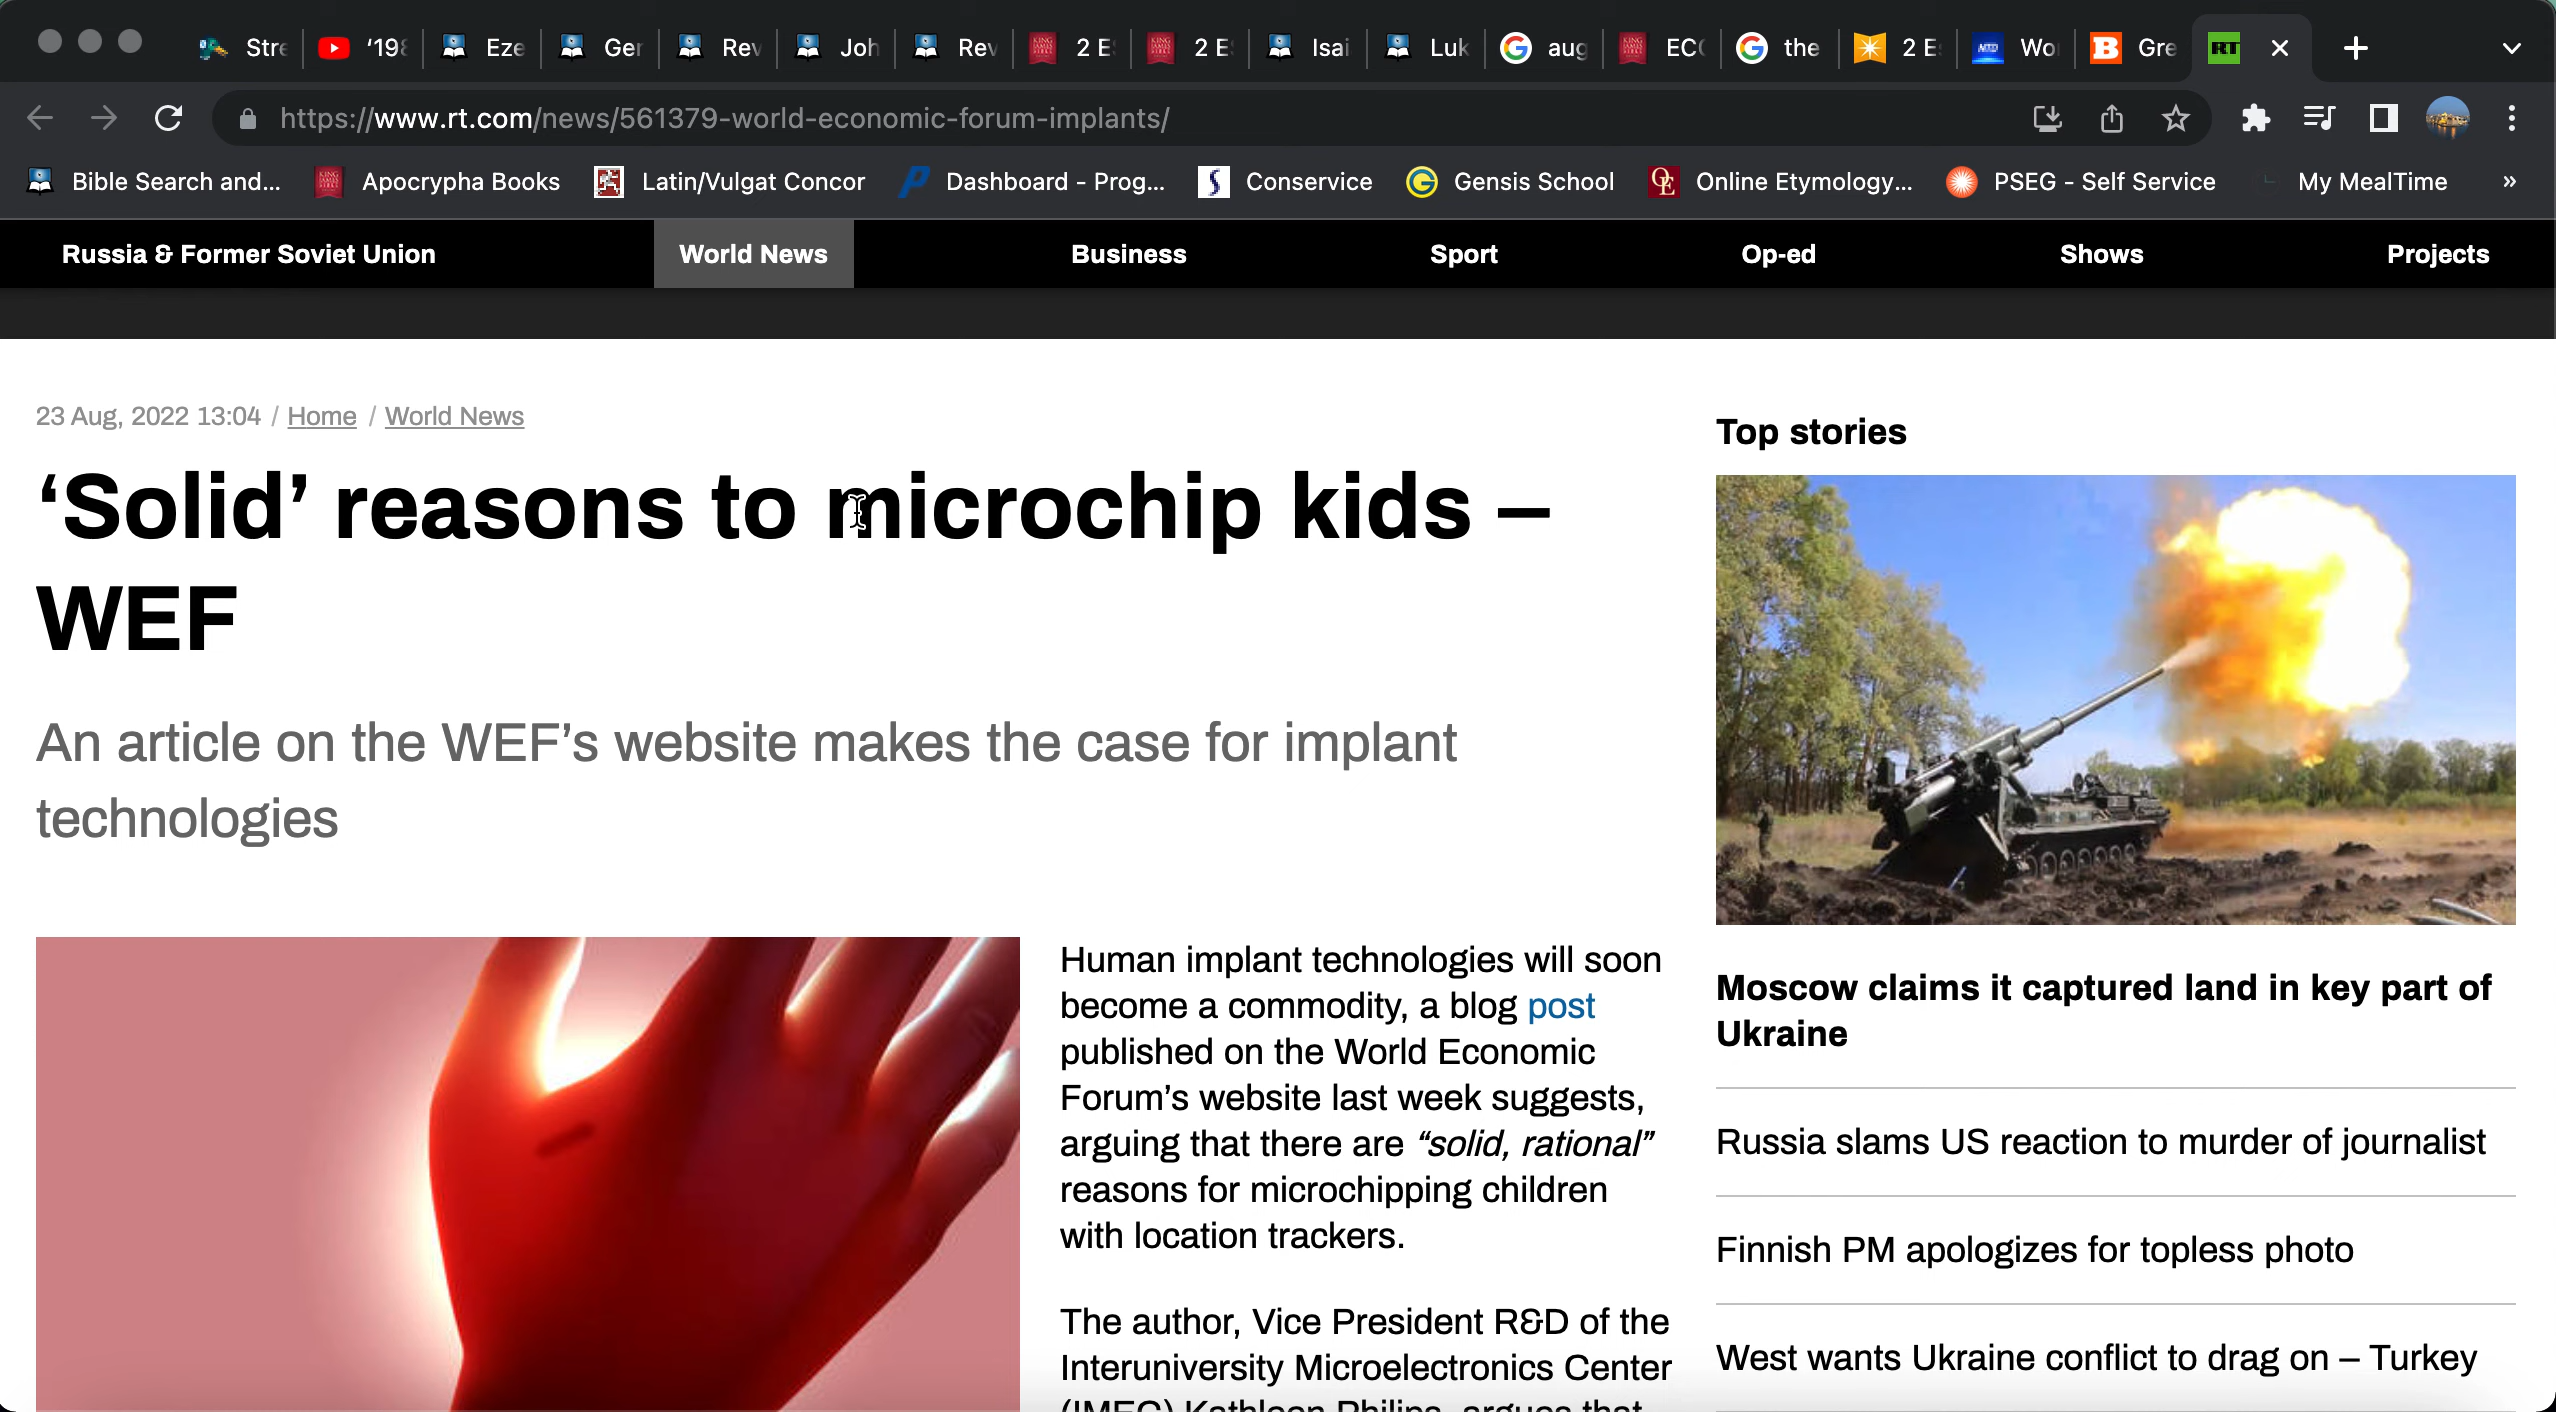 Stre
'198
Eze
Ger
Rev
Joh
Rev
2 E
2 E
Isai
Luk
aug
ECC
the
2 E
NTD
Wo
B
Gre
RT
https://www.rt.com/news/561379-world-economic-forum-implants/
Bible Search and...
Apocrypha Books
Latin/Vulgat Concor
Dashboard - Prog...
Conservice
Gensis School
Online Etymology...
PSEG - Self Service
My MealTime
»
Russia & Former Soviet Union
World News
Business
Sport
Op-ed
Shows
Projects
23 Aug, 2022 13:04 / Home / World News
‘Solid’ reasons to microchip kids –
WEF
An article on the WEF’s website makes the case for implant
technologies
Human implant technologies will soon
become a commodity, a blog post
published on the World Economic
Forum’s website last week suggests,
arguing that there are “solid, rational”
reasons for microchipping children
with location trackers.
The author, Vice President R&D of the
Interuniversity Microelectronics Center
(IMEC) Kathleen Philips, argues that
Top stories
Moscow claims it captured land in key part of
Ukraine
Russia slams US reaction to murder of journalist
Finnish PM apologizes for topless photo
West wants Ukraine conflict to drag on – Turkey